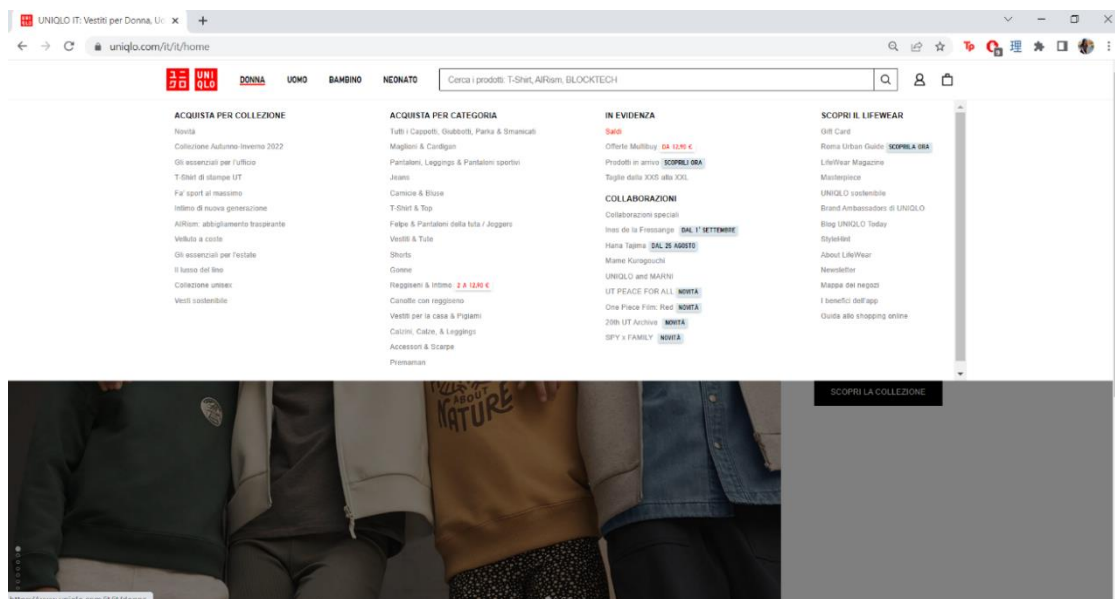 UNIQLO IT: Vestiti per Donna, Uo
uniqlo.com/it/it/home
ユニクロ UNIQLO
DONNA UOMO BAMBINO NEONATO Cerca i prodotti: T-Shirt, AIRism, BLOCKTECH
ACQUISTA PER COLLEZIONE
Novità
Collezione Autunno-Inverno 2022
Gli essenziali per l'ufficio
T-Shirt di stampe UT
Fa' sport al massimo
Intimo di nuova generazione
AIRism: abbigliamento traspirante
Velluto a coste
Gli essenziali per l'estate
Il lusso del lino
Collezione unisex
Vesti sostenibile
ACQUISTA PER CATEGORIA
Tutti i Cappotti, Giubbotti, Parka & Smanicati
Maglioni & Cardigan
Pantaloni, Leggings & Pantaloni sportivi
Jeans
Camicie & Bluse
T-Shirt & Top
Felpe & Pantaloni della tuta / Joggers
Vestiti & Tute
Shorts
Gonne
Reggiseni & Intimo 2 A 12,90 €
Canotte con reggiseno
Vestiti per la casa & Pigiami
Calzini, Calze, & Leggings
Accessori & Scarpe
Premaman
IN EVIDENZA
Saldi
Offerte Multibuy DA 12,90 €
Prodotti in arrivo SCOPRILI ORA
Taglie dalla XXS alla XXL
COLLABORAZIONI
Collaborazioni speciali
Ines de la Fressange DAL 1° SETTEMBRE
Hana Tajima DAL 25 AGOSTO
Mame Kurogouchi
UNIQLO and MARNI
UT PEACE FOR ALL NOVITÀ
One Piece Film: Red NOVITÀ
20th UT Archive NOVITÀ
SPY x FAMILY NOVITÀ
SCOPRI IL LIFEWEAR
Gift Card
Roma Urban Guide SCOPRILA ORA
LifeWear Magazine
Masterpiece
UNIQLO sostenibile
Brand Ambassadors di UNIQLO
Blog UNIQLO Today
StyleHint
About LifeWear
Newsletter
Mappa dei negozi
I benefici dell'app
Guida allo shopping online
SCOPRI LA COLLEZIONE
ABOUT
NATURE